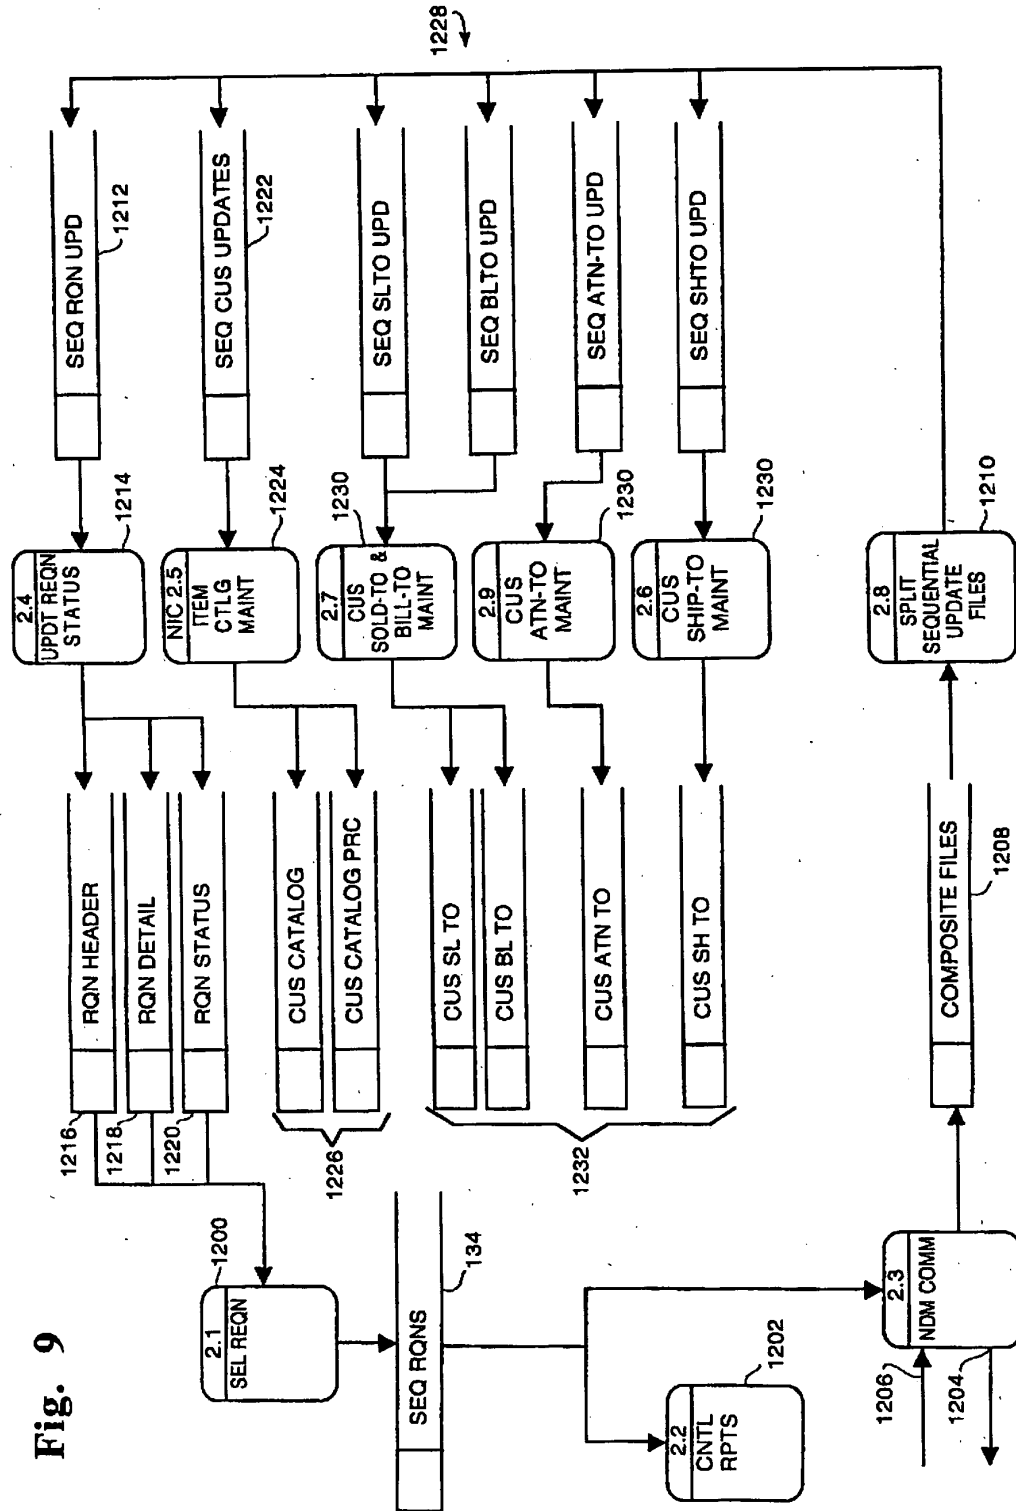 Fig. 9
1216
1218
1220
RQN HEADER
RQN DETAIL
RQN STATUS
2.4
UPDT REQN
STATUS
1214
SEQ RQN UPD
1212
1200
2.1
SEL REQN
1226
CUS CATALOG
CUS CATALOG PRC
NIC 2.5
ITEM
CTLG
MAINT
1224
SEQ CUS UPDATES
1222
SEQ RQNS
134
1232
CUS SL TO
CUS BL TO
CUS ATN TO
CUS SH TO
2.7
CUS
SOLD-TO &
BILL-TO
MAINT
1230
2.9
CUS
ATN-TO
MAINT
1230
2.6
CUS
SHIP-TO
MAINT
1230
SEQ SLTO UPD
SEQ BLTO UPD
SEQ ATN-TO UPD
SEQ SHTO UPD
1228
2.2
CNTL
RPTS
1202
1206
1204
2.3
NDM COMM
COMPOSITE FILES
1208
2.8
SPLIT
SEQUENTIAL
UPDATE
FILES
1210